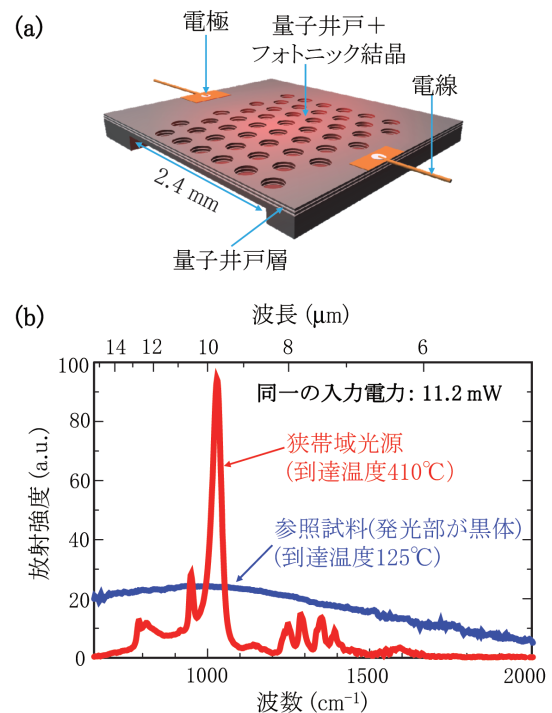 (a)
電極
量子井戸+
フォトニック結晶
電線
2.4 mm
量子井戸層
(b)
波長 (μm)
14 12 10 8 6
100
80
60
40
20
0
放射強度 (a.u.)
同一の入力電力: 11.2 mW
狭帯域光源
(到達温度410℃)
参照試料(発光部が黒体)
(到達温度125℃)
1000 1500 2000
波数 (cm⁻¹)